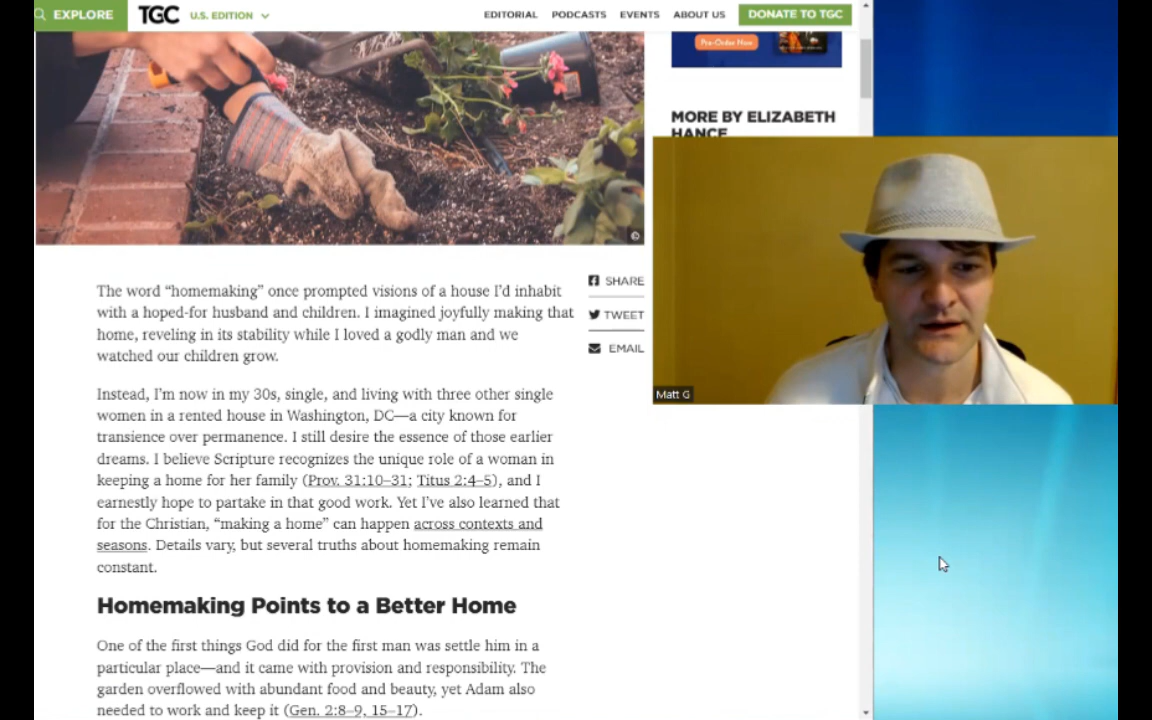 EXPLORE
TGC
U.S. EDITION
EDITORIAL PODCASTS EVENTS ABOUT US
DONATE TO TGC
Pre-Order Now
MORE BY ELIZABETH
HANCE
©
The word “homemaking” once prompted visions of a house I’d inhabit
with a hoped-for husband and children. I imagined joyfully making that
home, reveling in its stability while I loved a godly man and we
watched our children grow.
SHARE
TWEET
EMAIL
Instead, I’m now in my 30s, single, and living with three other single
women in a rented house in Washington, DC—a city known for
transience over permanence. I still desire the essence of those earlier
dreams. I believe Scripture recognizes the unique role of a woman in
keeping a home for her family (Prov. 31:10–31; Titus 2:4–5), and I
earnestly hope to partake in that good work. Yet I’ve also learned that
for the Christian, “making a home” can happen across contexts and
seasons. Details vary, but several truths about homemaking remain
constant.
Homemaking Points to a Better Home
One of the first things God did for the first man was settle him in a
particular place—and it came with provision and responsibility. The
garden overflowed with abundant food and beauty, yet Adam also
needed to work and keep it (Gen. 2:8–9, 15–17).
Matt G